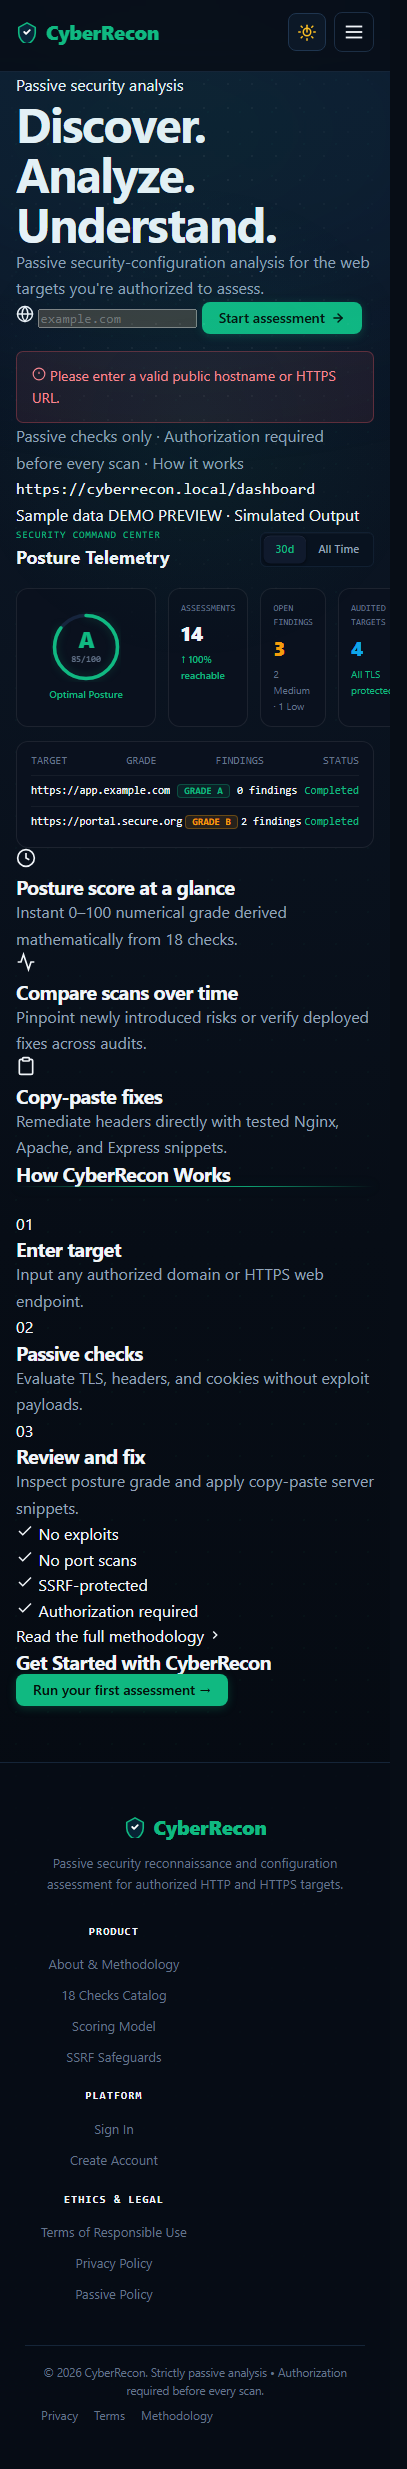 CyberRecon
Passive security analysis
Discover.
Analyze.
Understand.
Passive security-configuration analysis for the web
targets you're authorized to assess.
example.com
Start assessment →
Please enter a valid public hostname or HTTPS
URL.
Passive checks only · Authorization required
before every scan · How it works
https://cyberrecon.local/dashboard
Sample data DEMO PREVIEW · Simulated Output
SECURITY COMMAND CENTER
Posture Telemetry
30d All Time
A
85/100
Optimal Posture
ASSESSMENTS
14
↑ 100%
reachable
OPEN
FINDINGS
3
2
Medium
· 1 Low
AUDITED
TARGETS
4
All TLS
protected
TARGET GRADE FINDINGS STATUS
https://app.example.com GRADE A 0 findings Completed
https://portal.secure.org GRADE B 2 findings Completed
Posture score at a glance
Instant 0–100 numerical grade derived
mathematically from 18 checks.
Compare scans over time
Pinpoint newly introduced risks or verify deployed
fixes across audits.
Copy-paste fixes
Remediate headers directly with tested Nginx,
Apache, and Express snippets.
How CyberRecon Works
01
Enter target
Input any authorized domain or HTTPS web
endpoint.
02
Passive checks
Evaluate TLS, headers, and cookies without exploit
payloads.
03
Review and fix
Inspect posture grade and apply copy-paste server
snippets.
No exploits
No port scans
SSRF-protected
Authorization required
Read the full methodology
Get Started with CyberRecon
Run your first assessment →
CyberRecon
Passive security reconnaissance and configuration
assessment for authorized HTTP and HTTPS targets.
PRODUCT
About & Methodology
18 Checks Catalog
Scoring Model
SSRF Safeguards
PLATFORM
Sign In
Create Account
ETHICS & LEGAL
Terms of Responsible Use
Privacy Policy
Passive Policy
© 2026 CyberRecon. Strictly passive analysis • Authorization
required before every scan.
Privacy Terms Methodology